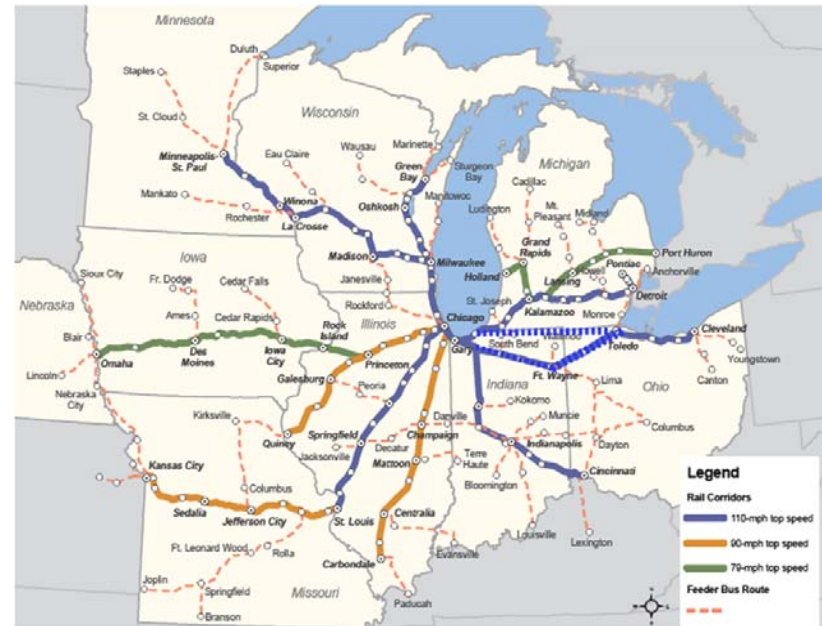 Minnesota
Duluth
Superior
Staples
St. Cloud
Minneapolis
St. Paul
Mankato
Rochester
Winona
La Crosse
Wisconsin
Eau Claire
Wausau
Marinette
Green
Bay
Sturgeon
Bay
Oshkosh
Manitowoc
Madison
Milwaukee
Janesville
Rockford
Michigan
Cadillac
Ludington
Mt.
Pleasant
Midland
Grand
Rapids
Holland
Lansing
Howell
Port Huron
Pontiac
Anchorville
Detroit
Kalamazoo
St. Joseph
Monroe
Iowa
Sioux City
Ft. Dodge
Cedar Falls
Ames
Cedar Rapids
Rock
Island
Iowa
City
Des
Moines
Nebraska
Blair
Omaha
Lincoln
Nebraska
City
Illinois
Chicago
Gary
Princeton
Galesburg
Peoria
Quincy
Springfield
Jacksonville
Decatur
Danville
Champaign
Mattoon
Centralia
Carbondale
Evansville
Paducah
Indiana
South Bend
Ft. Wayne
Kokomo
Muncie
Indianapolis
Terre
Haute
Bloomington
Louisville
Lexington
Ohio
Toledo
Cleveland
Youngstown
Canton
Lima
Columbus
Dayton
Cincinnati
Kirksville
Kansas City
Columbus
Sedalia
Jefferson City
St. Louis
Ft. Leonard Wood
Rolla
Joplin
Springfield
Branson
Missouri
Legend
Rail Corridors
110-mph top speed
90-mph top speed
79-mph top speed
Feeder Bus Route